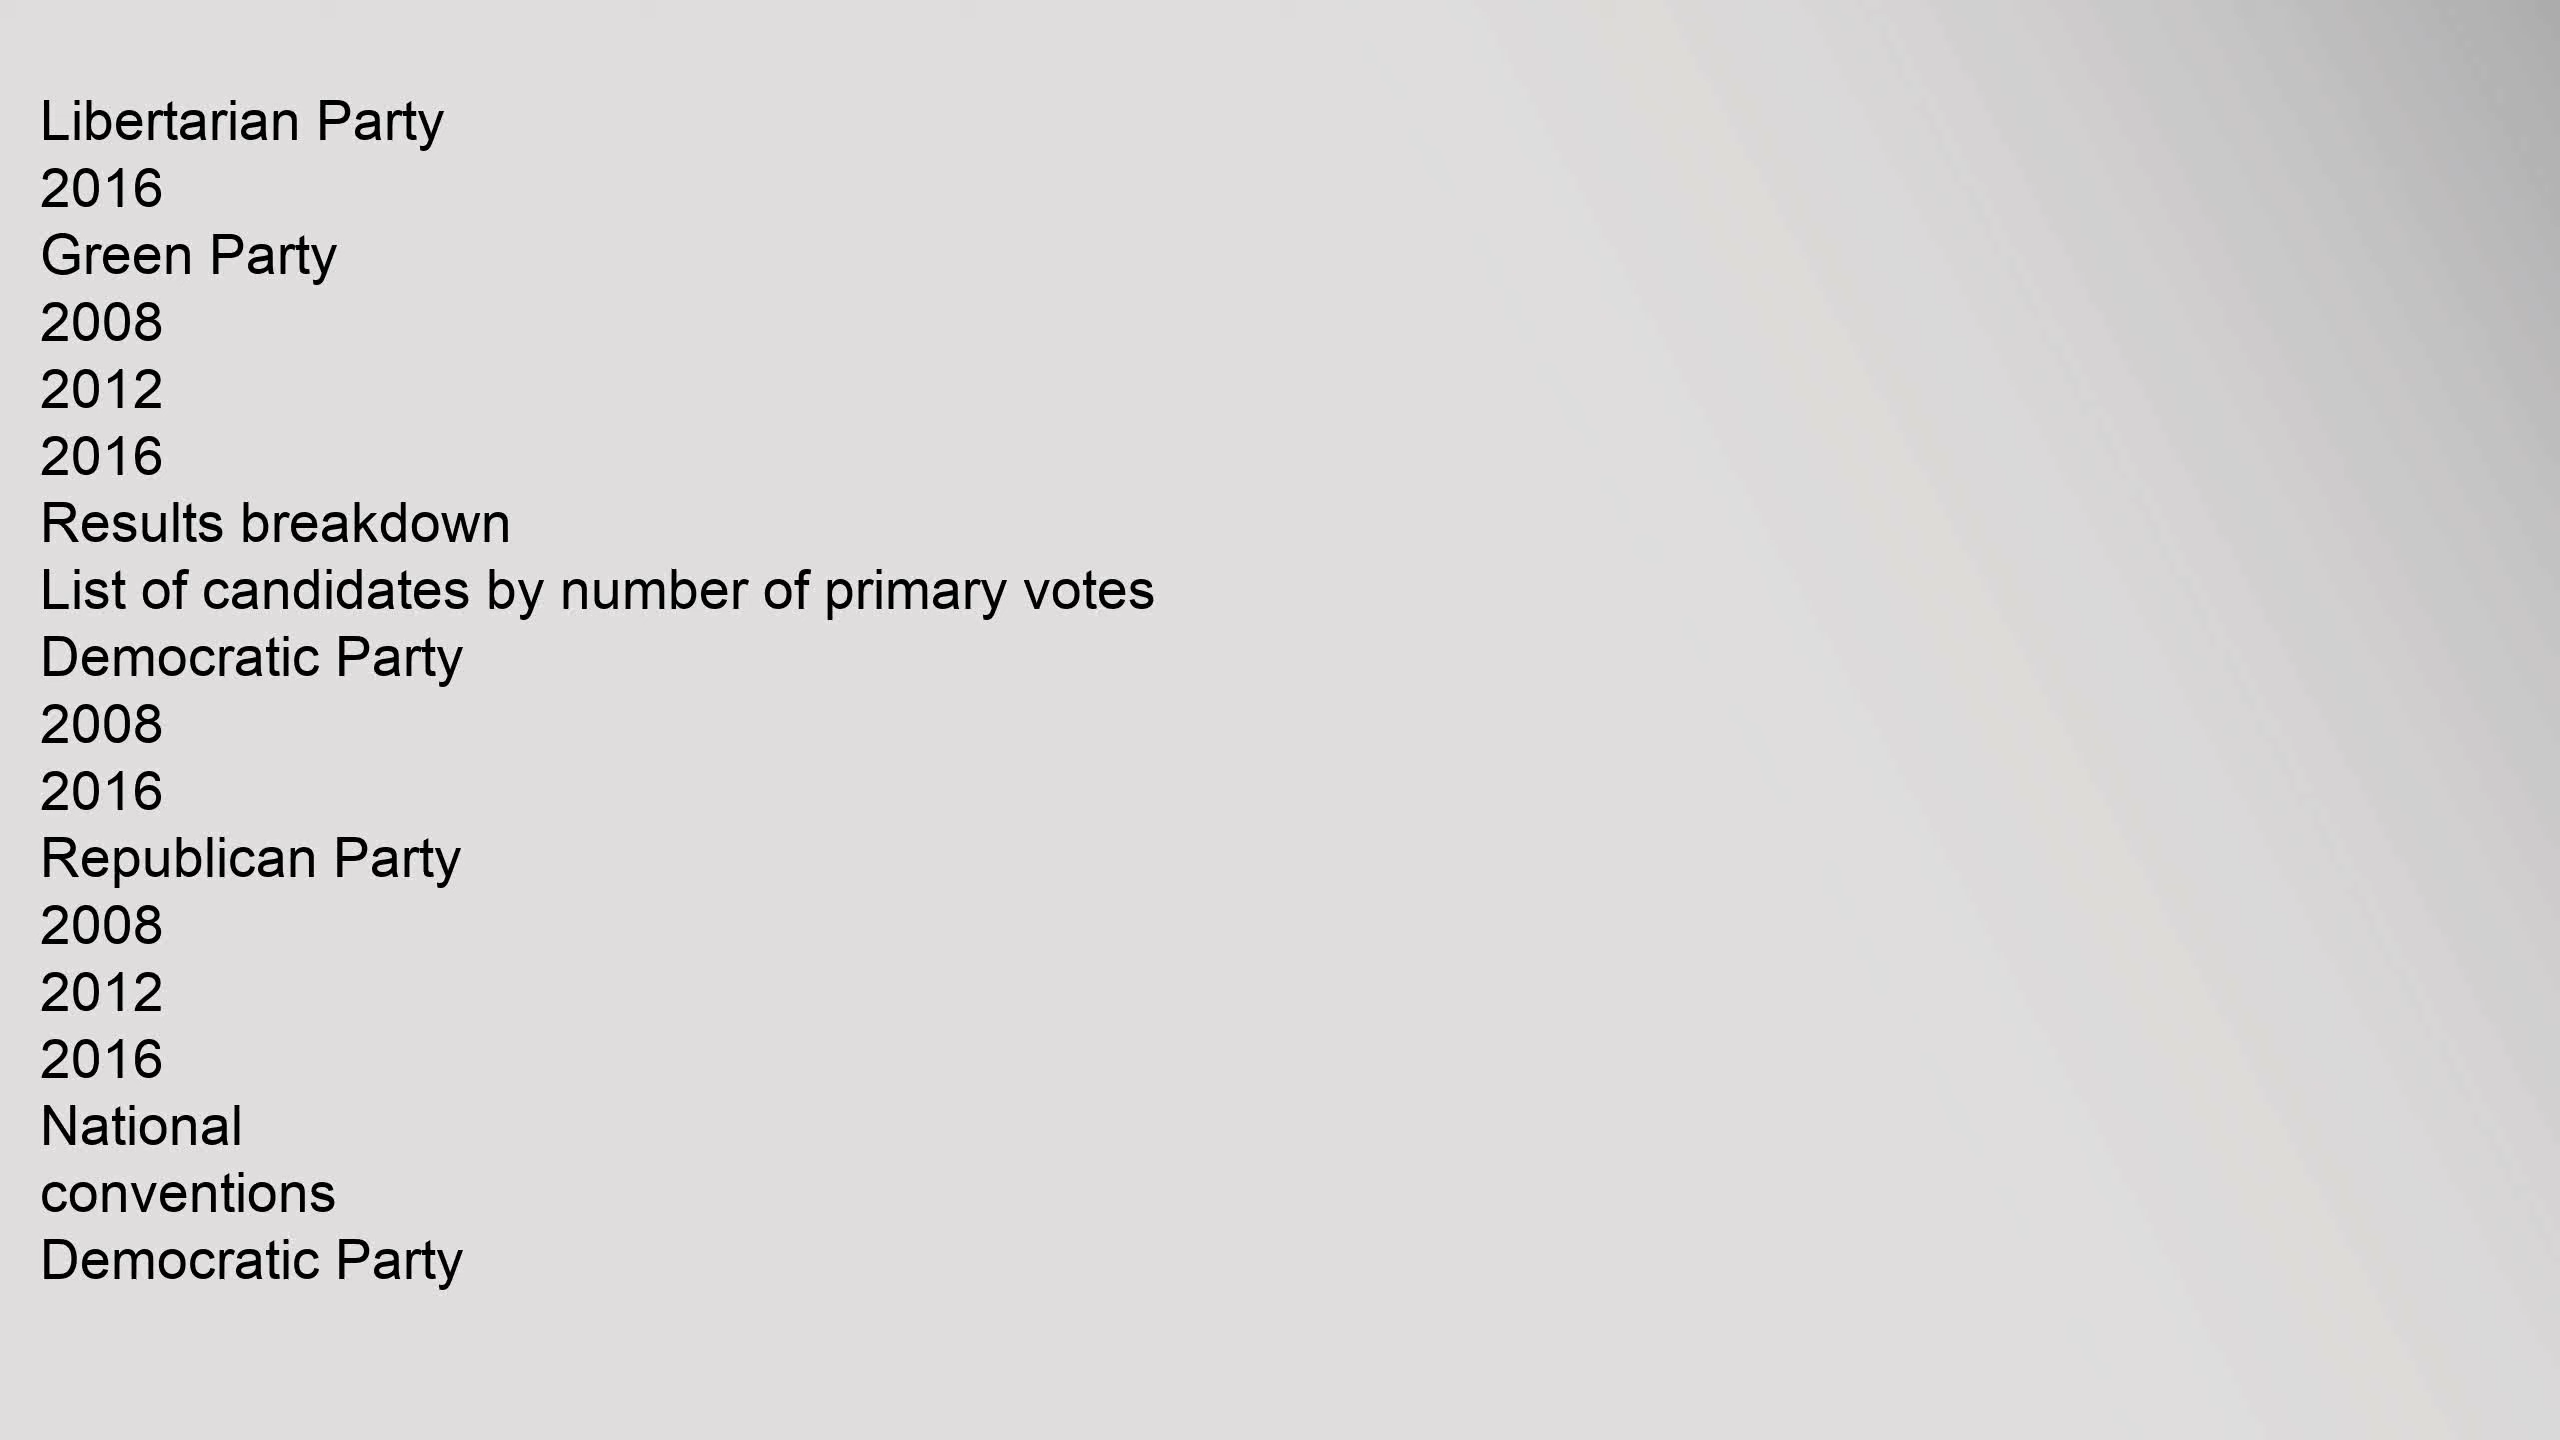 Libertarian Party
2016
Green Party
2008
2012
2016
Results breakdown
List of candidates by number of primary votes
Democratic Party
2008
2016
Republican Party
2008
2012
2016
National
conventions
Democratic Party